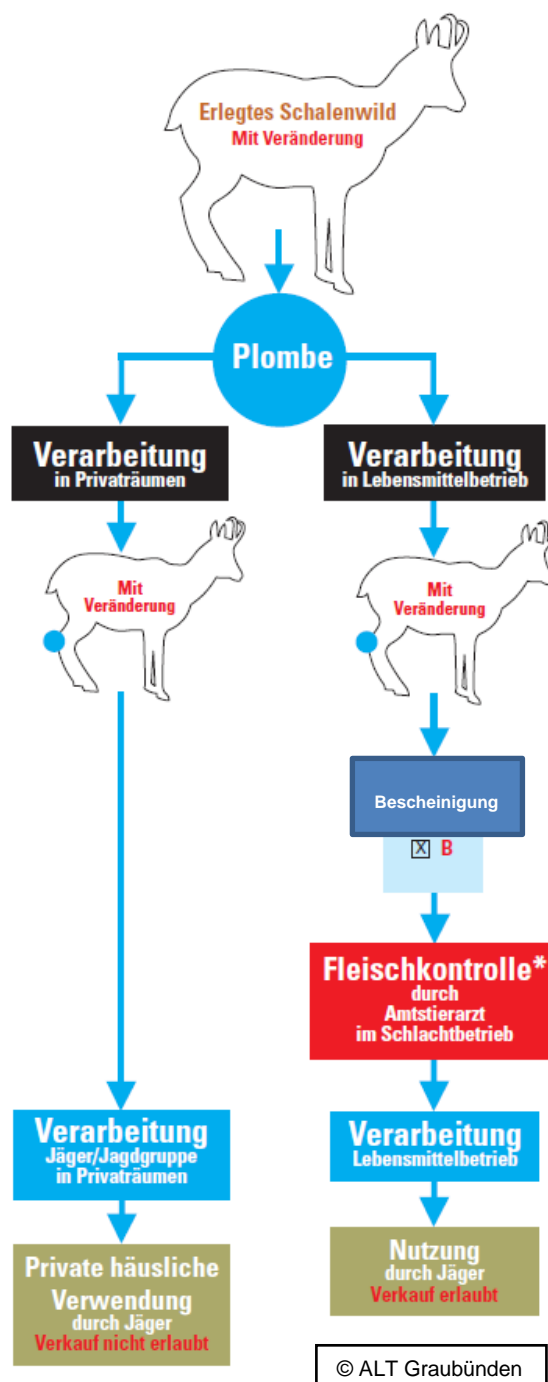 Erlegtes Schalenwild
Mit Veränderung
Plombe
Verarbeitung
in Privaträumen
Mit
Veränderung
Verarbeitung
Jäger/Jagdgruppe
in Privaträumen
Private häusliche
Verwendung
durch Jäger
Verkauf nicht erlaubt
Verarbeitung
in Lebensmittelbetrieb
Mit
Veränderung
Bescheinigung
X B
Fleischkontrolle*
durch
Amtstierarzt
im Schlachtbetrieb
Verarbeitung
Lebensmittelbetrieb
Nutzung
durch Jäger
Verkauf erlaubt
© ALT Graubünden